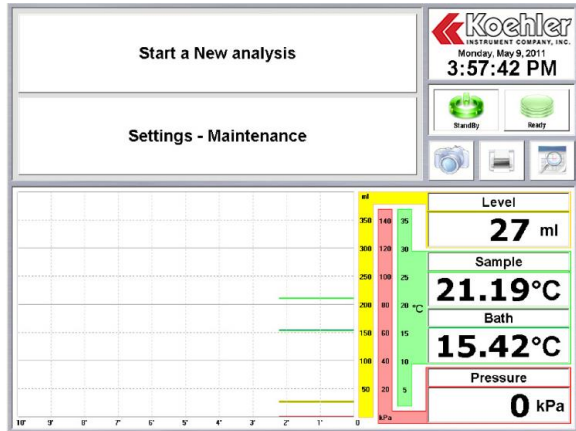 Start a New analysis
Koehler
INSTRUMENT COMPANY, INC.
Monday, May 9, 2011
3:57:42 PM
StandBy
Ready
Settings - Maintenance
ml
350 140 35
300 120 30
250 100 25
200 80 20 °C
150 60 15
100 40 10
50 20 5
kPa
10' 9' 8' 7' 6' 5' 4' 3' 2' 1' 0
Level
27 ml
Sample
21.19°C
Bath
15.42°C
Pressure
0 kPa